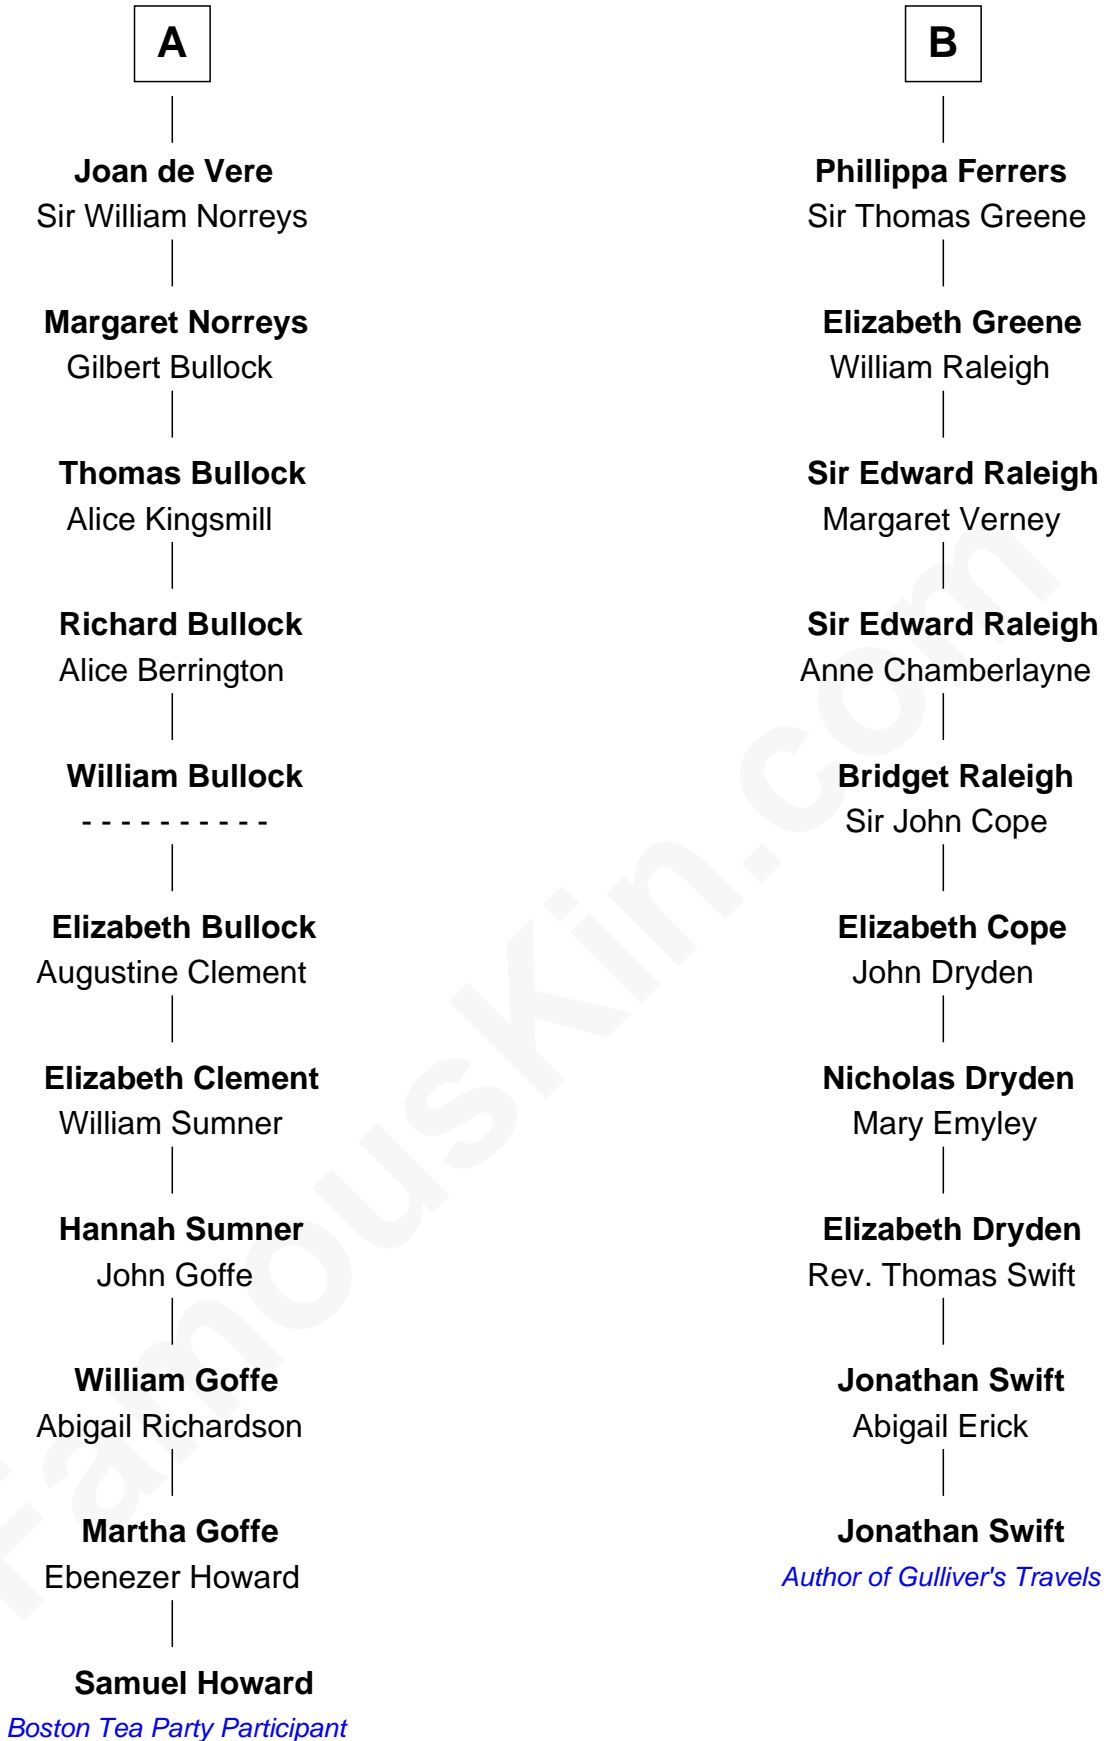 A
Joan de Vere
Sir William Norreys
Margaret Norreys
Gilbert Bullock
Thomas Bullock
Alice Kingsmill
Richard Bullock
Alice Berrington
William Bullock
- - - - - - - - - -
Elizabeth Bullock
Augustine Clement
Elizabeth Clement
William Sumner
Hannah Sumner
John Goffe
William Goffe
Abigail Richardson
Martha Goffe
Ebenezer Howard
Samuel Howard
Boston Tea Party Participant
B
Phillippa Ferrers
Sir Thomas Greene
Elizabeth Greene
William Raleigh
Sir Edward Raleigh
Margaret Verney
Sir Edward Raleigh
Anne Chamberlayne
Bridget Raleigh
Sir John Cope
Elizabeth Cope
John Dryden
Nicholas Dryden
Mary Emyley
Elizabeth Dryden
Rev. Thomas Swift
Jonathan Swift
Abigail Erick
Jonathan Swift
Author of Gulliver's Travels
FamousKin.com